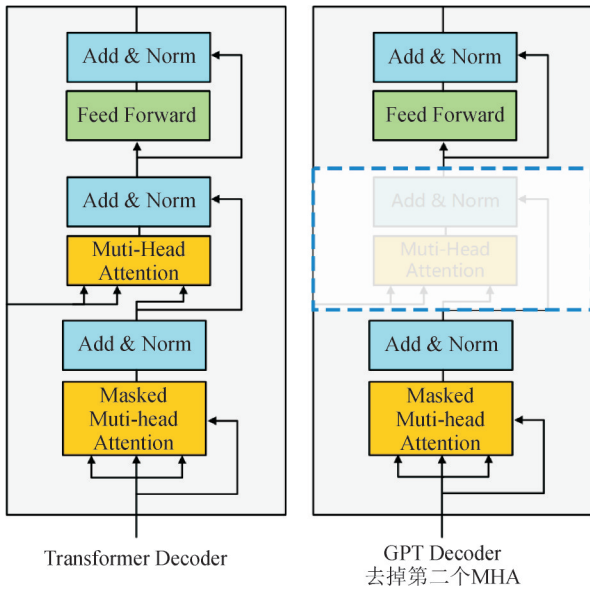 Add & Norm
Feed Forward
Add & Norm
Muti-Head
Attention
Add & Norm
Masked
Muti-head
Attention
Transformer Decoder
Add & Norm
Feed Forward
Add & Norm
Muti-Head
Attention
Add & Norm
Masked
Muti-head
Attention
GPT Decoder
去掉第二个MHA